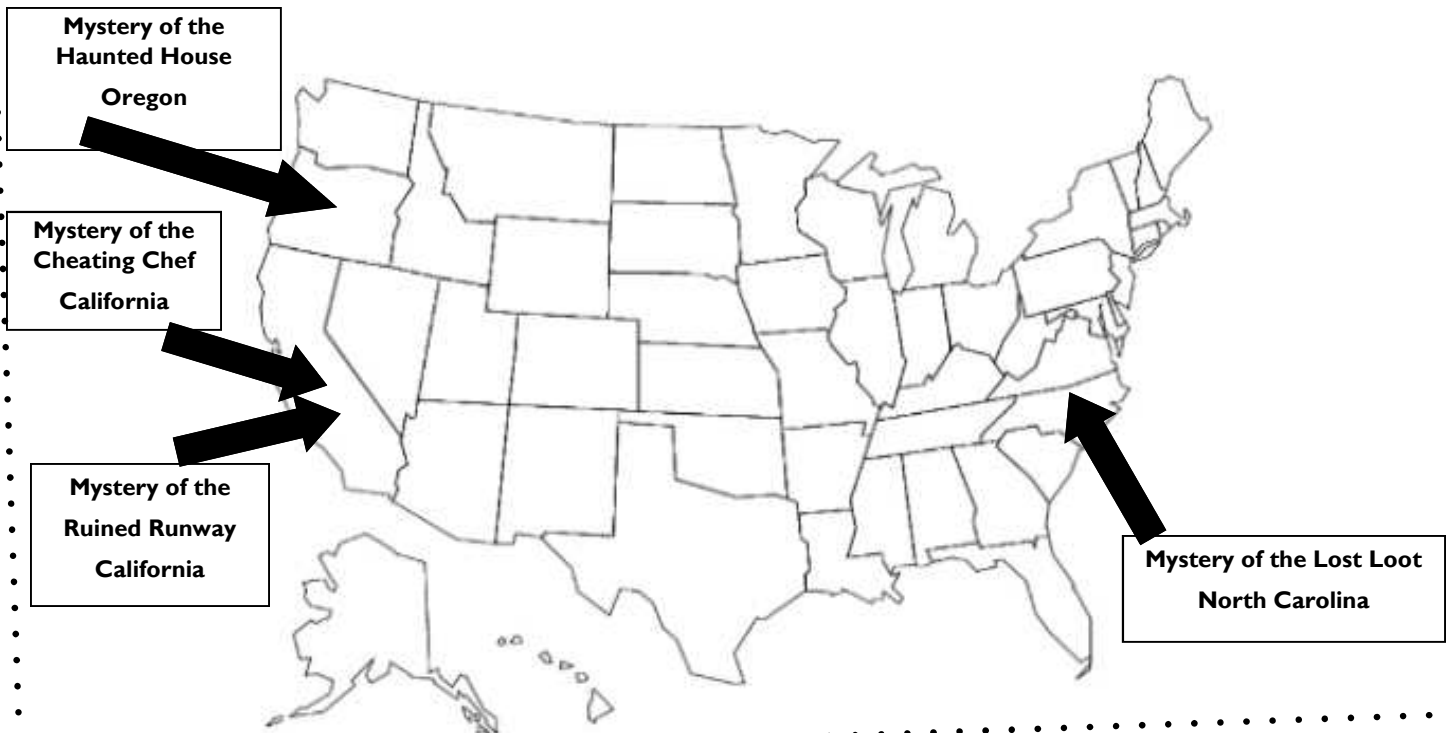 Mystery of the
Haunted House
Oregon
Mystery of the
Cheating Chef
California
Mystery of the
Ruined Runway
California
Mystery of the Lost Loot
North Carolina